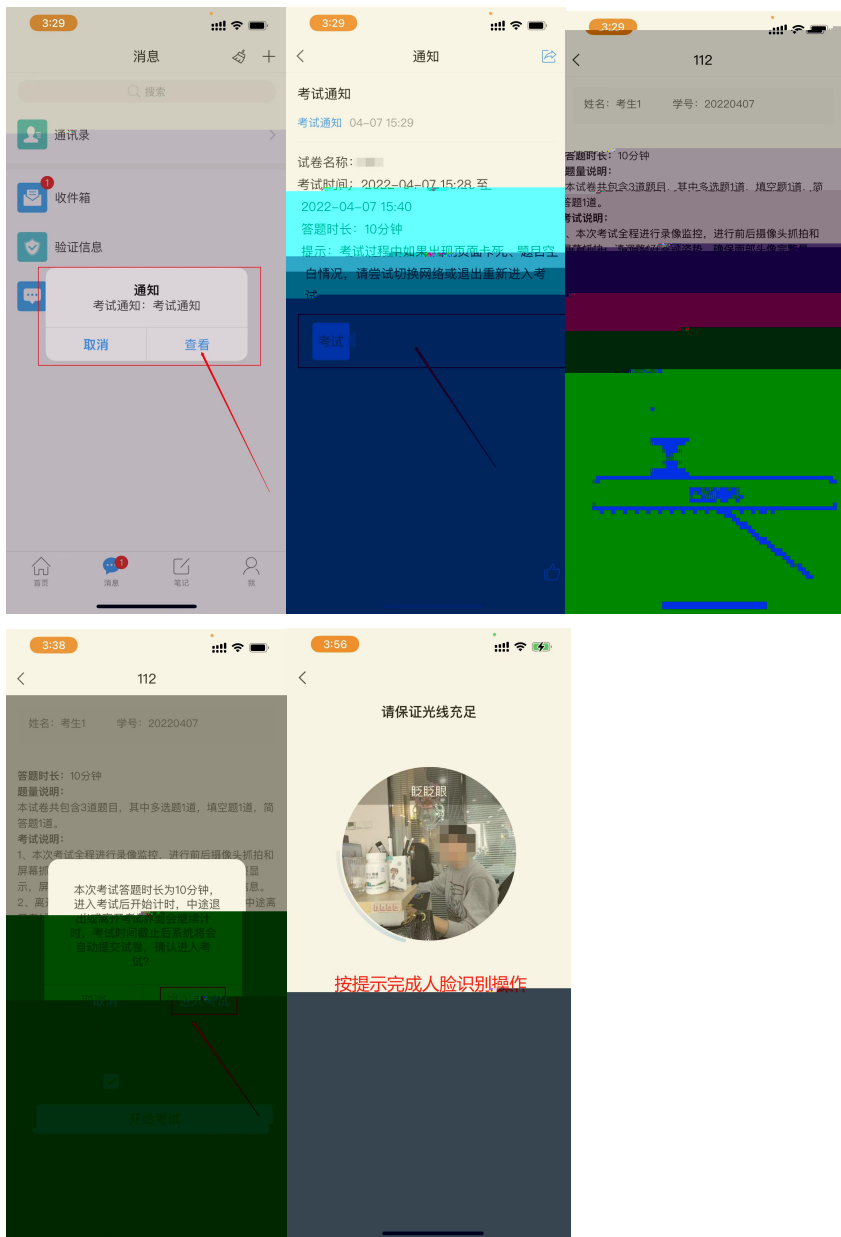 3:29
消息
搜索
通讯录
1
收件箱
验证信息
通知
考试通知：考试通知
取消
查看
首页
1
消息
笔记
我
3:29
通知
考试通知
考试通知 04-07 15:29
试卷名称：
考试时间：2022-04-07 15:28 至
2022-04-07 15:40
答题时长：10分钟
提示：考试过程中如果出现页面卡死、题目空
白情况，请尝试切换网络或退出重新进入考
试
考试
3:29
112
姓名：考生1 学号：20220407
答题时长：10分钟
题量说明：
本试卷共包含3道题目，其中多选题1道，填空题1道，简
答题1道。
考试说明：
、本次考试全程进行录像监控，进行前后摄像头抓拍和
3:38
112
姓名：考生1 学号：20220407
答题时长：10分钟
题量说明：
本试卷共包含3道题目，其中多选题1道，填空题1道，简
答题1道。
考试说明：
1、本次考试全程进行录像监控，进行前后摄像头抓拍和
屏幕抓 显
示，屏 信息。
2、离 中途离
本次考试答题时长为10分钟，
进入考试后开始计时，中途退
时，考试时间截止后系统将会
自动提交试卷，确认进入考
试?
开始考试
3:56
请保证光线充足
眨眨眼
按提示完成人脸识别操作